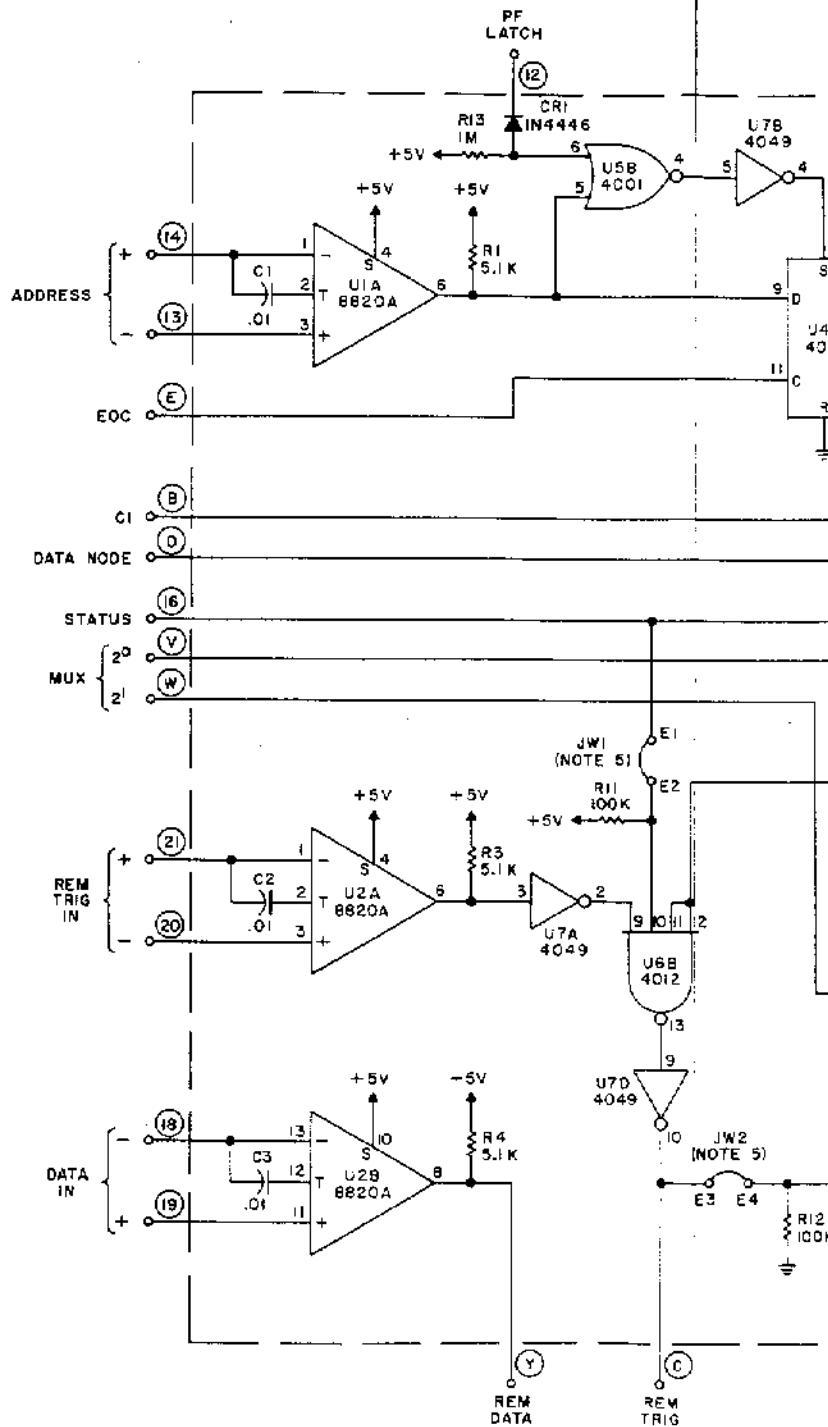 PF
LATCH
12
CR1
IN4446
R13
1M
+5V
6
5
U5B
4001
4
U7B
4049
5
4
+5V
+5V
4
S
R1
5.1K
ADDRESS
+
14
-
13
C1
.01
1
-
2
T
3
+
U1A
8820A
6
S
9
D
U4
40
11
C
R
EOC
E
CI
B
DATA NODE
D
STATUS
16
MUX
2⁰
V
2¹
W
E1
JW1
(NOTE 5)
E2
R11
100K
+5V
+5V
+5V
4
S
R3
5.1K
REM
TRIG
IN
+
21
-
20
C2
.01
1
-
2
T
3
+
U2A
8820A
6
3
2
U7A
4049
9
10
11
12
U6B
4012
13
9
U7D
4049
10
+5V
-5V
10
S
R4
5.1K
DATA
IN
-
18
+
19
C3
.01
13
-
12
T
11
+
U2B
8820A
8
JW2
(NOTE 5)
E3
E4
R12
100K
Y
C
REM
DATA
REM
TRIG